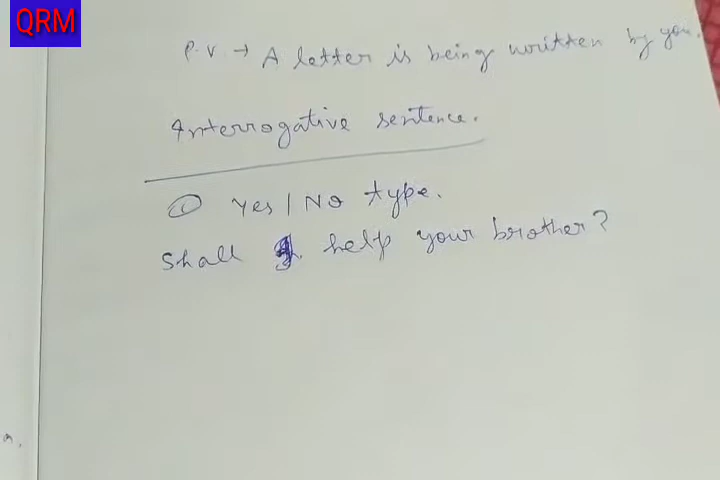 QRM
P.V. → A letter is being written by you.
Interrogative sentence.
① Yes / No type.
Shall I help your brother?
n.